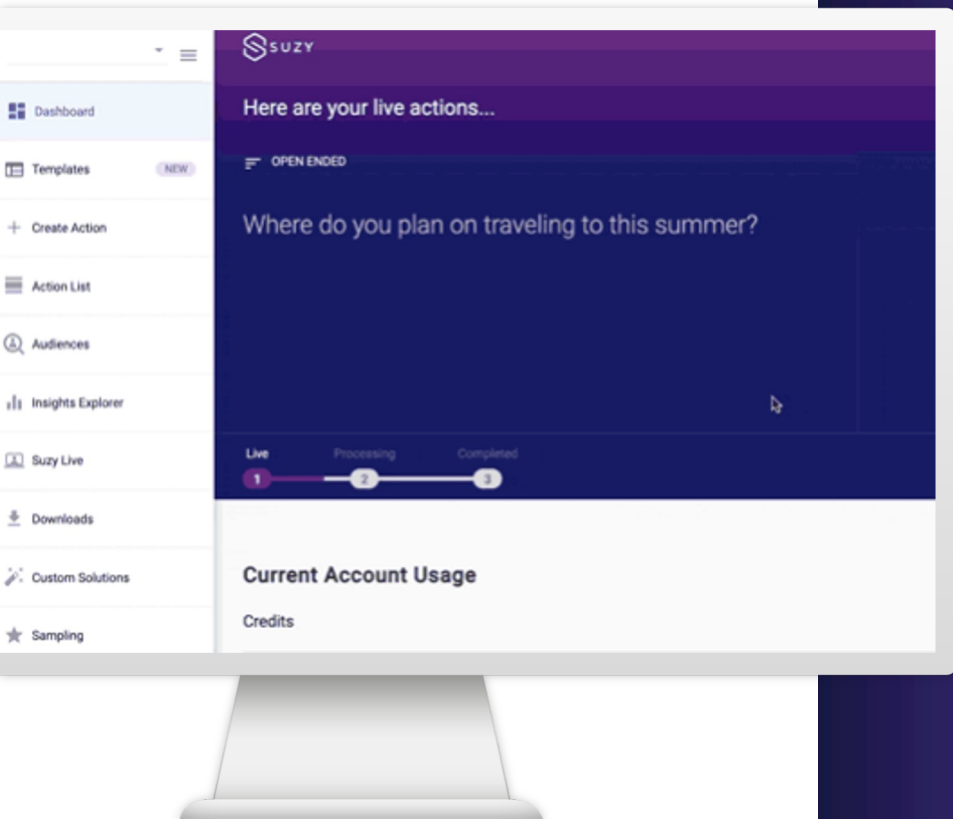 SUZY
Dashboard
Templates NEW
Create Action
Action List
Audiences
Insights Explorer
Suzy Live
Downloads
Custom Solutions
Sampling
Here are your live actions...
OPEN ENDED
Where do you plan on traveling to this summer?
Live Processing Completed
1 2 3
Current Account Usage
Credits